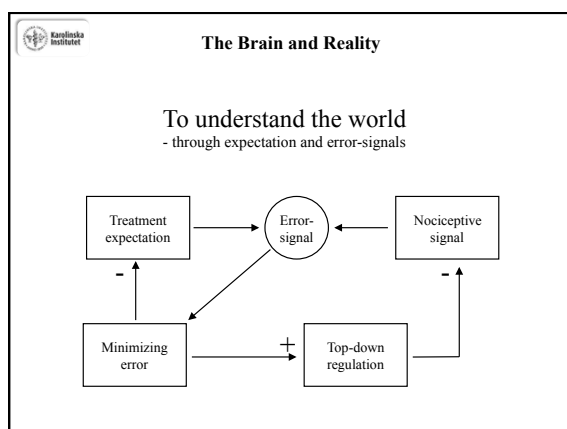 Karolinska
Institutet
The Brain and Reality
To understand the world
- through expectation and error-signals
Treatment
expectation
Error-
signal
Nociceptive
signal
-
-
Minimizing
error
+
Top-down
regulation